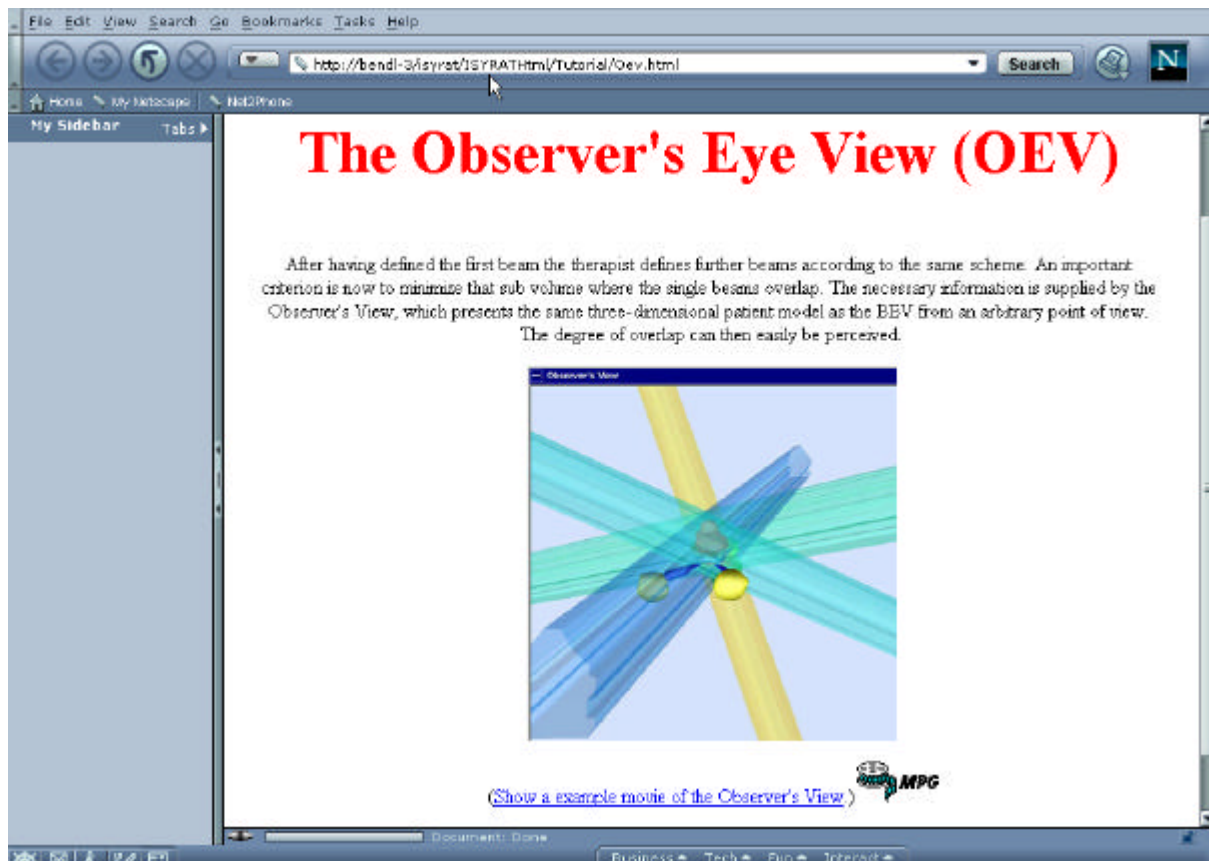 File Edit View Search Go Bookmarks Tasks Help
http://bendl-3/isyrat/ISYRATHtml/Tutorial/Oev.html
Search
N
Home My Netscape Net2Phone
My Sidebar Tabs
The Observer's Eye View (OEV)
After having defined the first beam the therapist defines further beams according to the same scheme. An important
criterion is now to minimize that sub volume where the single beams overlap. The necessary information is supplied by the
Observer's View, which presents the same three-dimensional patient model as the BEV from an arbitrary point of view.
The degree of overlap can then easily be perceived.
Observer's View
(Show a example movie of the Observer's View.)
MPG
Document: Done
Business Tech Fun Interact